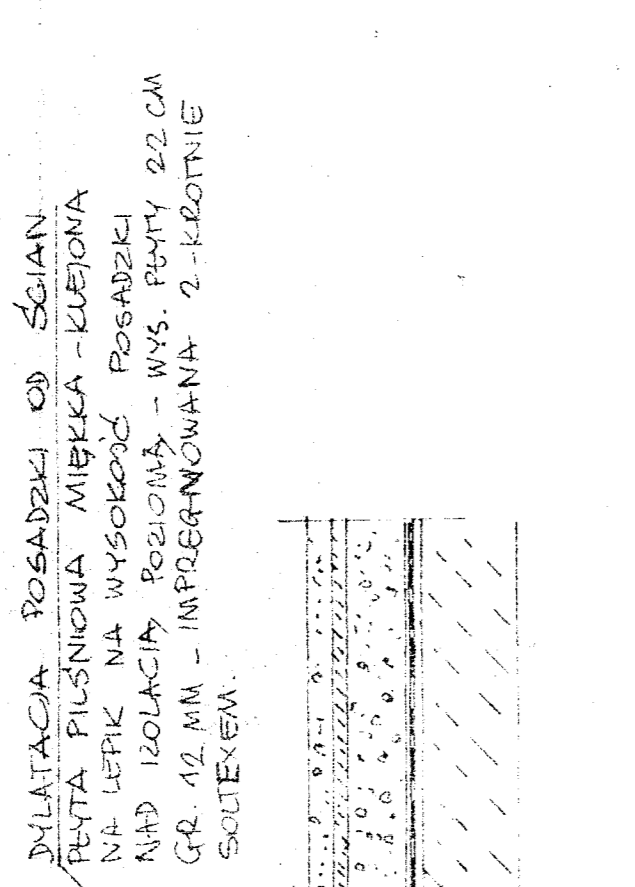 DYLATACJA POSADZKI OD ŚCIAN
PŁYTA PILŚNIOWA MIĘKKA - KLEJONA
NA LEPIK NA WYSOKOŚĆ POSADZKI
NAD IZOLACJĄ POZIOMĄ - WYS. PŁYTY 22 CM
GR. 12 MM - IMPREGNOWANA 2-KROTNIE
SOLTEXEM.